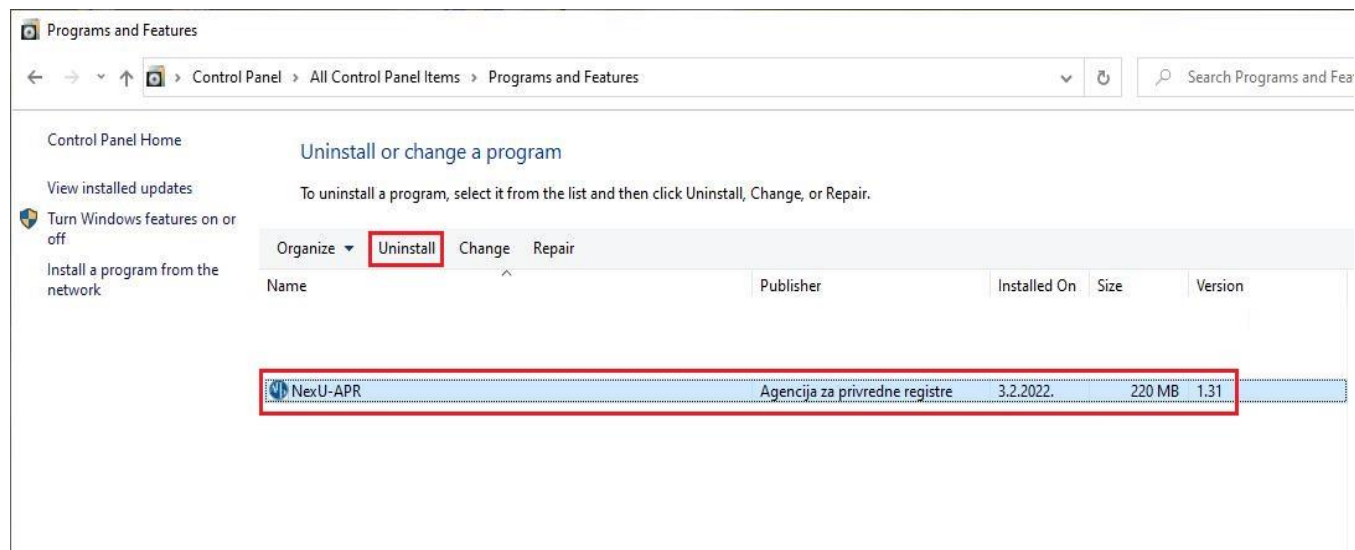 Programs and Features
Control Panel > All Control Panel Items > Programs and Features
Search Programs and Fea
Control Panel Home
View installed updates
Turn Windows features on or
off
Install a program from the
network
Uninstall or change a program
To uninstall a program, select it from the list and then click Uninstall, Change, or Repair.
Organize Uninstall Change Repair
Name Publisher Installed On Size Version
NexU-APR Agencija za privredne registre 3.2.2022. 220 MB 1.31